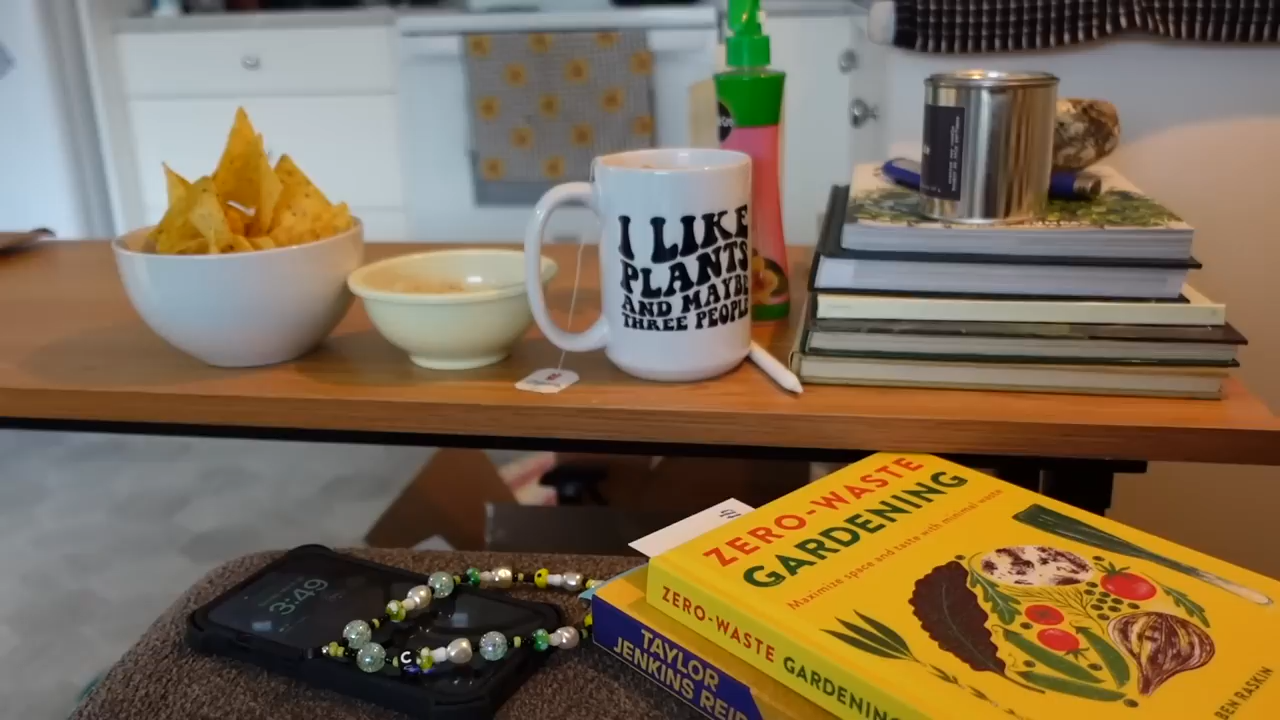 I LIKE
PLANTS
AND MAYBE
THREE PEOPLE
ZERO-WASTE
GARDENING
Maximize space and taste with minimal waste
BEN RASKIN
ZERO-WASTE GARDENING
TAYLOR
JENKINS REID
3:49
C